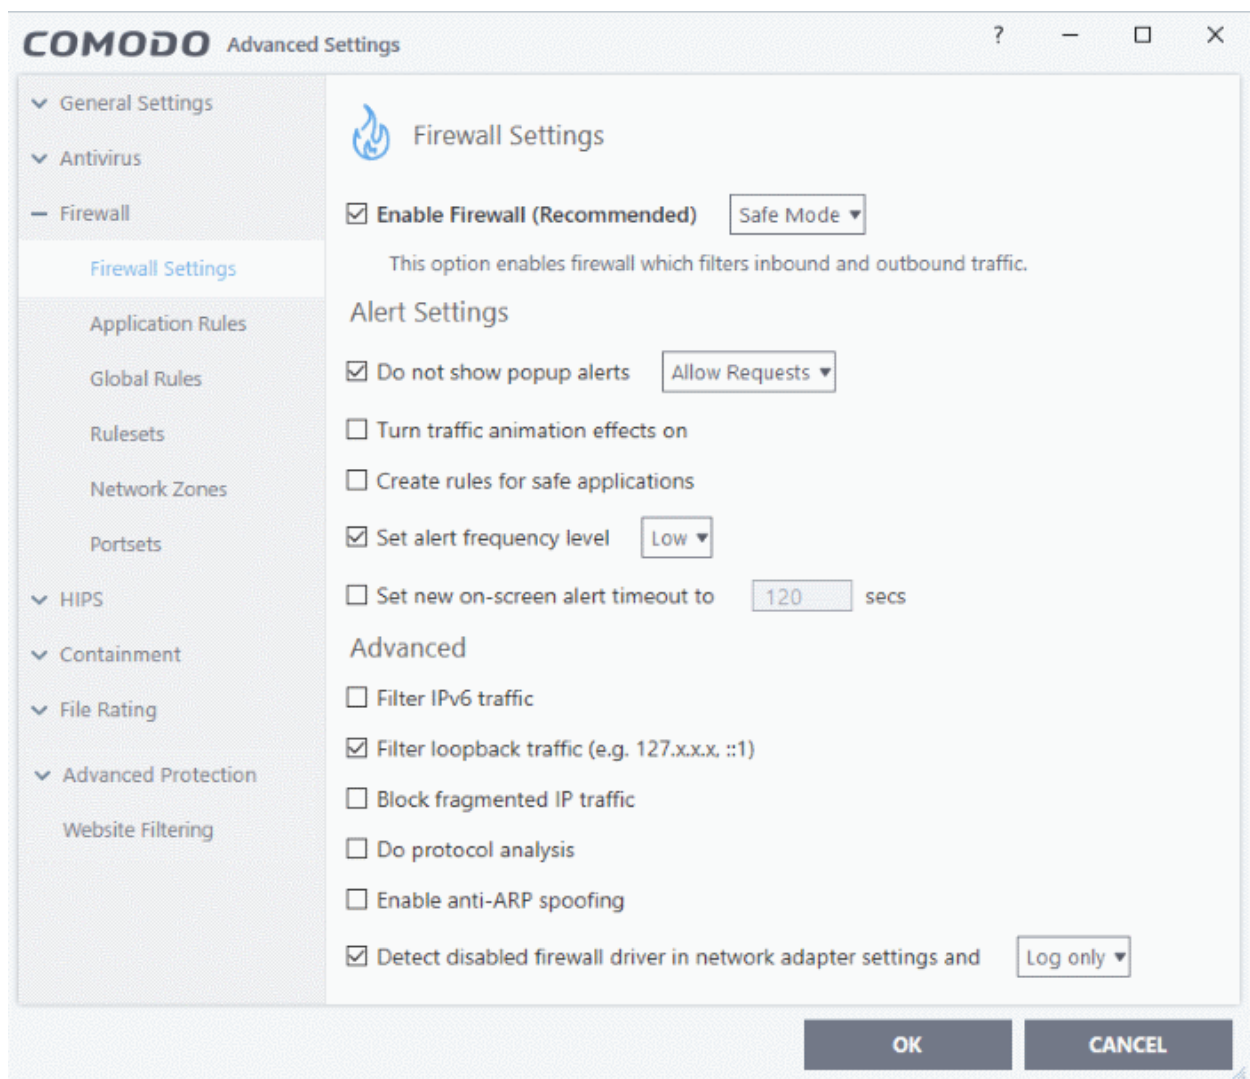 COMODO Advanced Settings ?
General Settings
Antivirus
Firewall
Firewall Settings
Application Rules
Global Rules
Rulesets
Network Zones
Portsets
HIPS
Containment
File Rating
Advanced Protection
Website Filtering
Firewall Settings
Enable Firewall (Recommended) Safe Mode
This option enables firewall which filters inbound and outbound traffic.
Alert Settings
Do not show popup alerts Allow Requests
Turn traffic animation effects on
Create rules for safe applications
Set alert frequency level Low
Set new on-screen alert timeout to 120 secs
Advanced
Filter IPv6 traffic
Filter loopback traffic (e.g. 127.x.x.x, ::1)
Block fragmented IP traffic
Do protocol analysis
Enable anti-ARP spoofing
Detect disabled firewall driver in network adapter settings and Log only
OK CANCEL